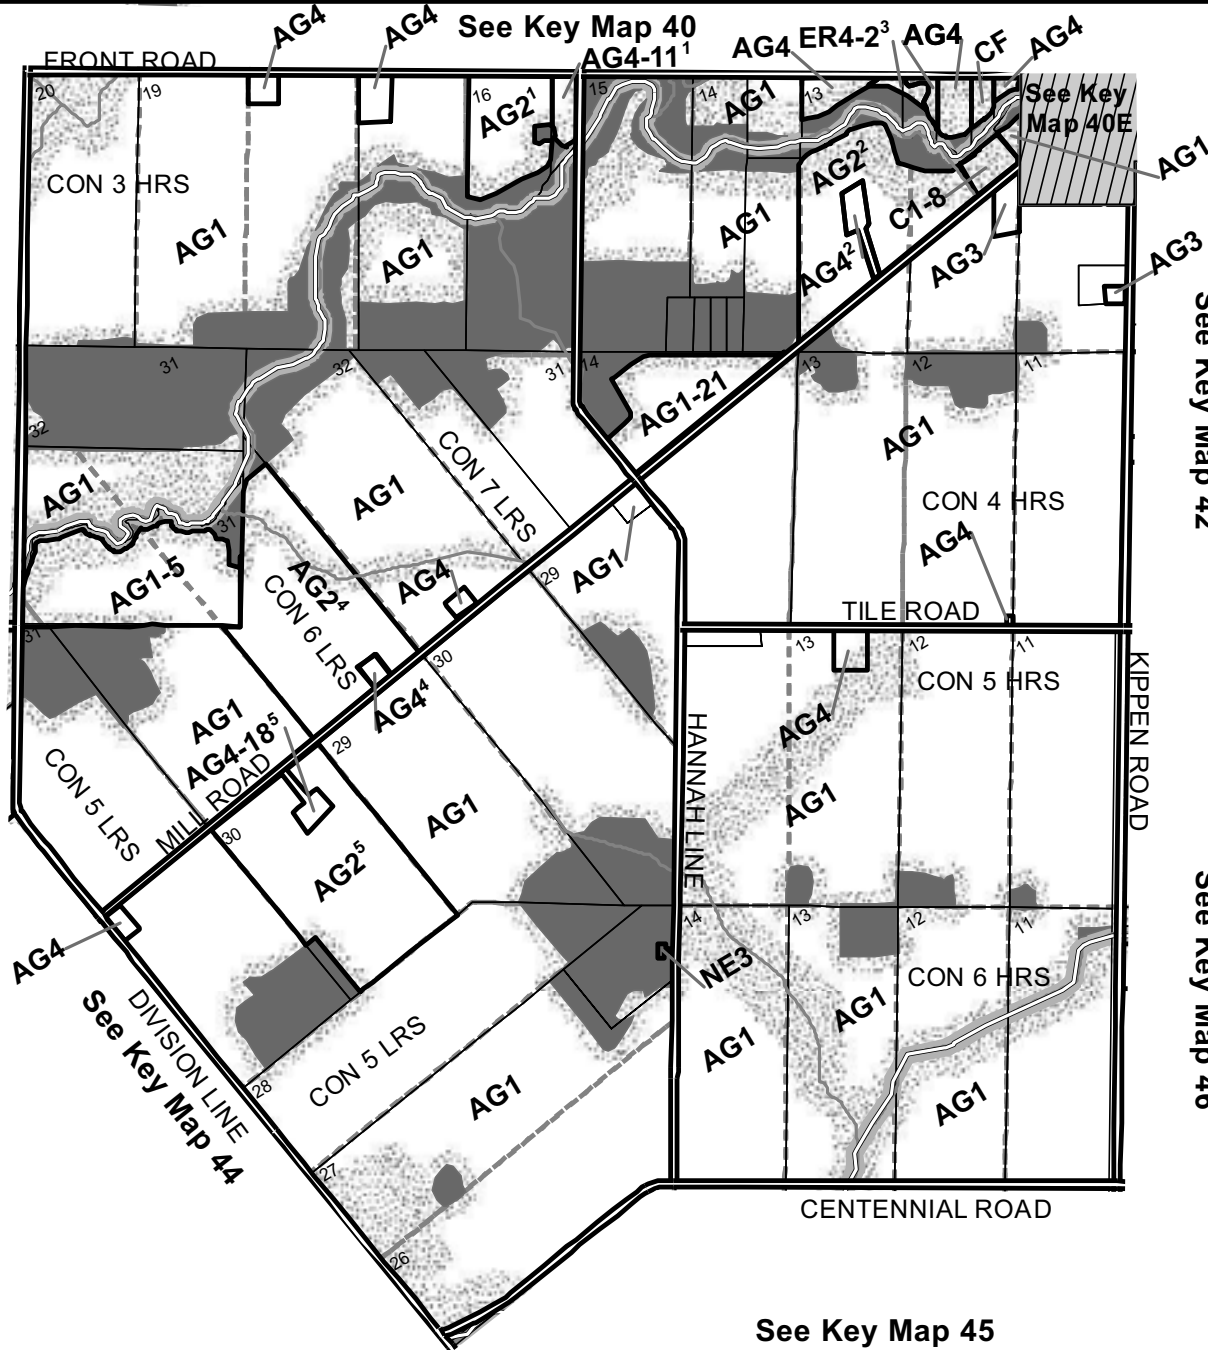 See Key Map 40
AG4
AG4
FRONT ROAD
AG4-11¹
AG4
ER4-2³
AG4
CF
AG4
20
19
16
15
14
13
AG2¹
AG1
See Key
Map 40E
AG1
CON 3 HRS
AG2²
C1-8
AG1
AG1
AG1
AG4²
AG3
AG3
See Key Map 42
31
32
31
14
13
12
11
AG1-21
32
AG1
AG1
AG1
CON 7 LRS
CON 4 HRS
31
AG4
AG1-5
AG2⁴
CON 6 LRS
AG4
29
AG1
TILE ROAD
31
30
13
12
11
CON 5 HRS
KIPPEN ROAD
AG1
AG4⁴
AG4
AG4-18⁵
29
HANNAH LINE
CON 5 LRS
MILL ROAD
30
AG1
AG1
AG2⁵
See Key Map 46
14
13
12
11
AG4
NE3
CON 6 HRS
DIVISION LINE
See Key Map 44
AG1
AG1
CON 5 LRS
28
AG1
AG1
27
CENTENNIAL ROAD
26
See Key Map 45